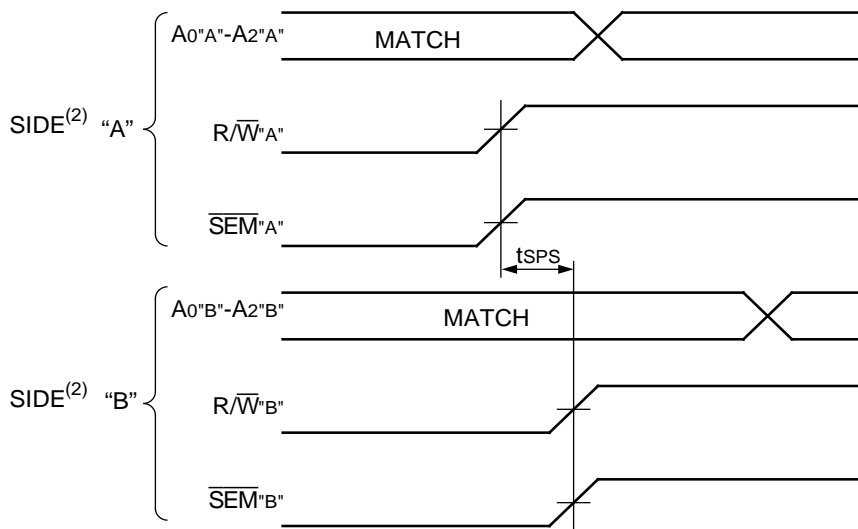 A0"A"-A2"A"
MATCH
SIDE(2) “A”
R/W"A"
SEM"A"
tSPS
A0"B"-A2"B"
MATCH
SIDE(2) “B”
R/W"B"
SEM"B"